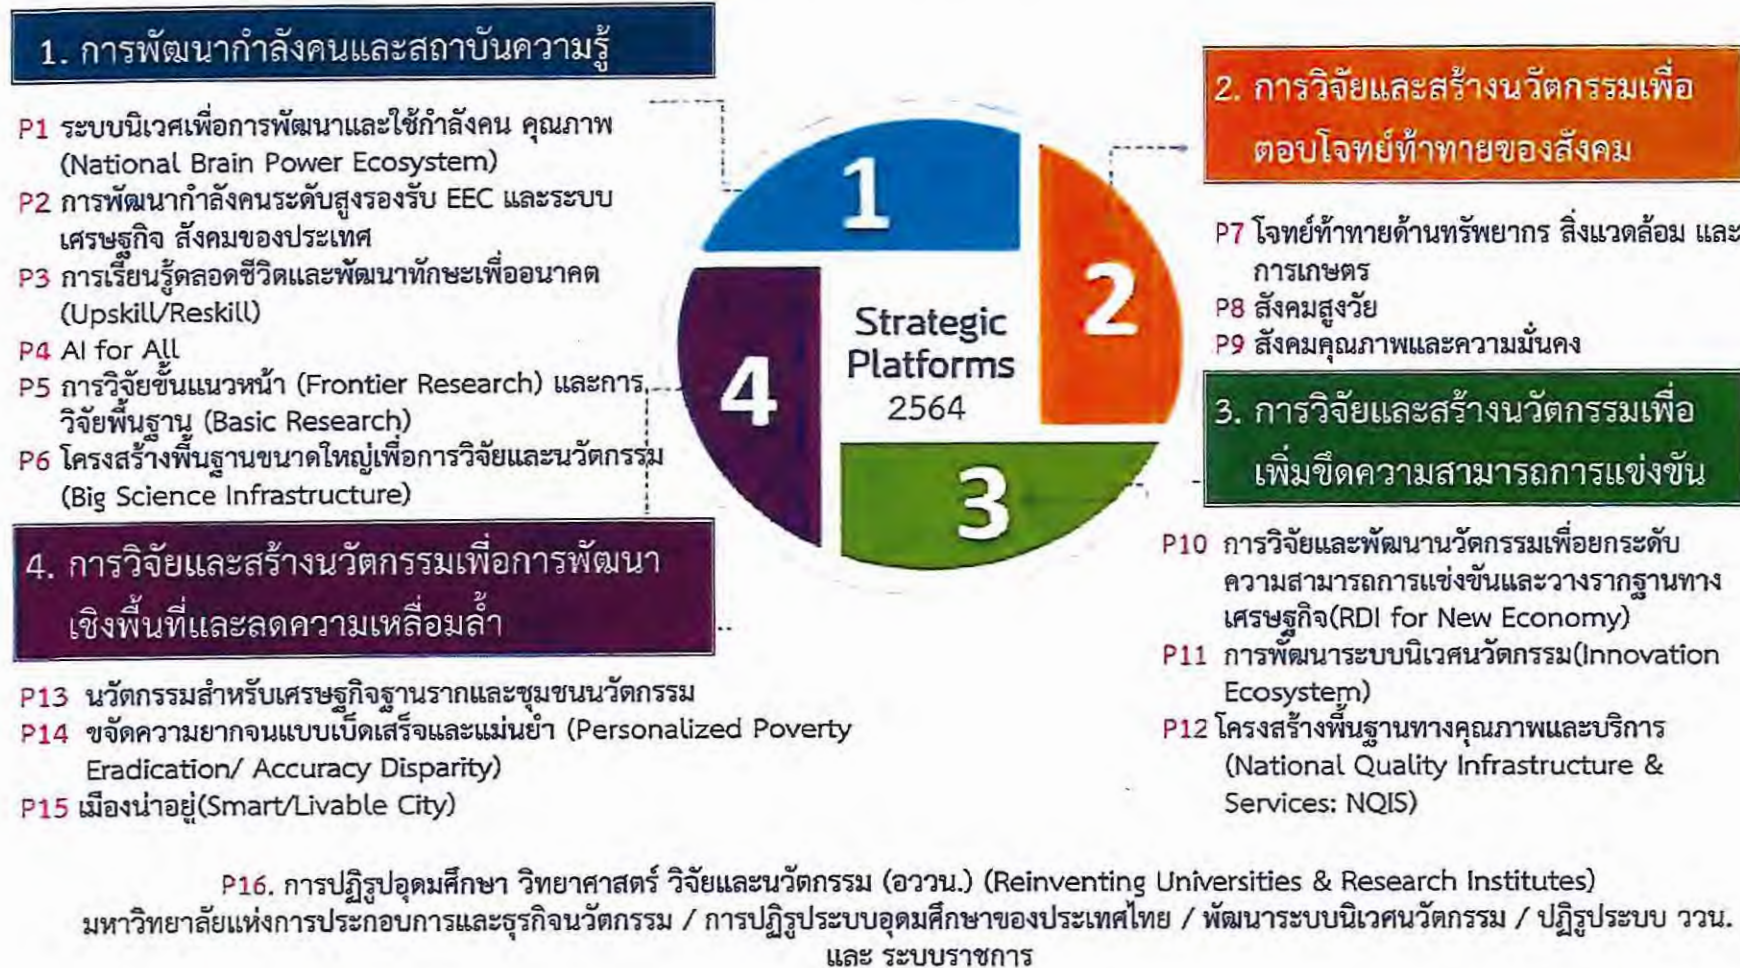 1. การพัฒนากำลังคนและสถาบันความรู้
P1 ระบบนิเวศเพื่อการพัฒนาและใช้กำลังคน คุณภาพ
(National Brain Power Ecosystem)
P2 การพัฒนากำลังคนระดับสูงรองรับ EEC และระบบ
เศรษฐกิจ สังคมของประเทศ
P3 การเรียนรู้ตลอดชีวิตและพัฒนาทักษะเพื่ออนาคต
(Upskill/Reskill)
P4 AI for All
P5 การวิจัยขั้นแนวหน้า (Frontier Research) และการ
วิจัยพื้นฐาน (Basic Research)
P6 โครงสร้างพื้นฐานขนาดใหญ่เพื่อการวิจัยและนวัตกรรม
(Big Science Infrastructure)
1
2
3
4
Strategic
Platforms
2564
2. การวิจัยและสร้างนวัตกรรมเพื่อ
ตอบโจทย์ท้าทายของสังคม
P7 โจทย์ท้าทายด้านทรัพยากร สิ่งแวดล้อม และ
การเกษตร
P8 สังคมสูงวัย
P9 สังคมคุณภาพและความมั่นคง
3. การวิจัยและสร้างนวัตกรรมเพื่อ
เพิ่มขีดความสามารถการแข่งขัน
P10 การวิจัยและพัฒนานวัตกรรมเพื่อยกระดับ
ความสามารถการแข่งขันและวางรากฐานทาง
เศรษฐกิจ(RDI for New Economy)
P11 การพัฒนาระบบนิเวศนวัตกรรม(Innovation
Ecosystem)
P12 โครงสร้างพื้นฐานทางคุณภาพและบริการ
(National Quality Infrastructure &
Services: NQIS)
4. การวิจัยและสร้างนวัตกรรมเพื่อการพัฒนา
เชิงพื้นที่และลดความเหลื่อมล้ำ
P13 นวัตกรรมสำหรับเศรษฐกิจฐานรากและชุมชนนวัตกรรม
P14 ขจัดความยากจนแบบเบ็ดเสร็จและแม่นยำ (Personalized Poverty
Eradication/ Accuracy Disparity)
P15 เมืองน่าอยู่(Smart/Livable City)
P16. การปฏิรูปอุดมศึกษา วิทยาศาสตร์ วิจัยและนวัตกรรม (อววน.) (Reinventing Universities & Research Institutes)
มหาวิทยาลัยแห่งการประกอบการและธุรกิจนวัตกรรม / การปฏิรูประบบอุดมศึกษาของประเทศไทย / พัฒนาระบบนิเวศนวัตกรรม / ปฏิรูประบบ ววน.
และ ระบบราชการ